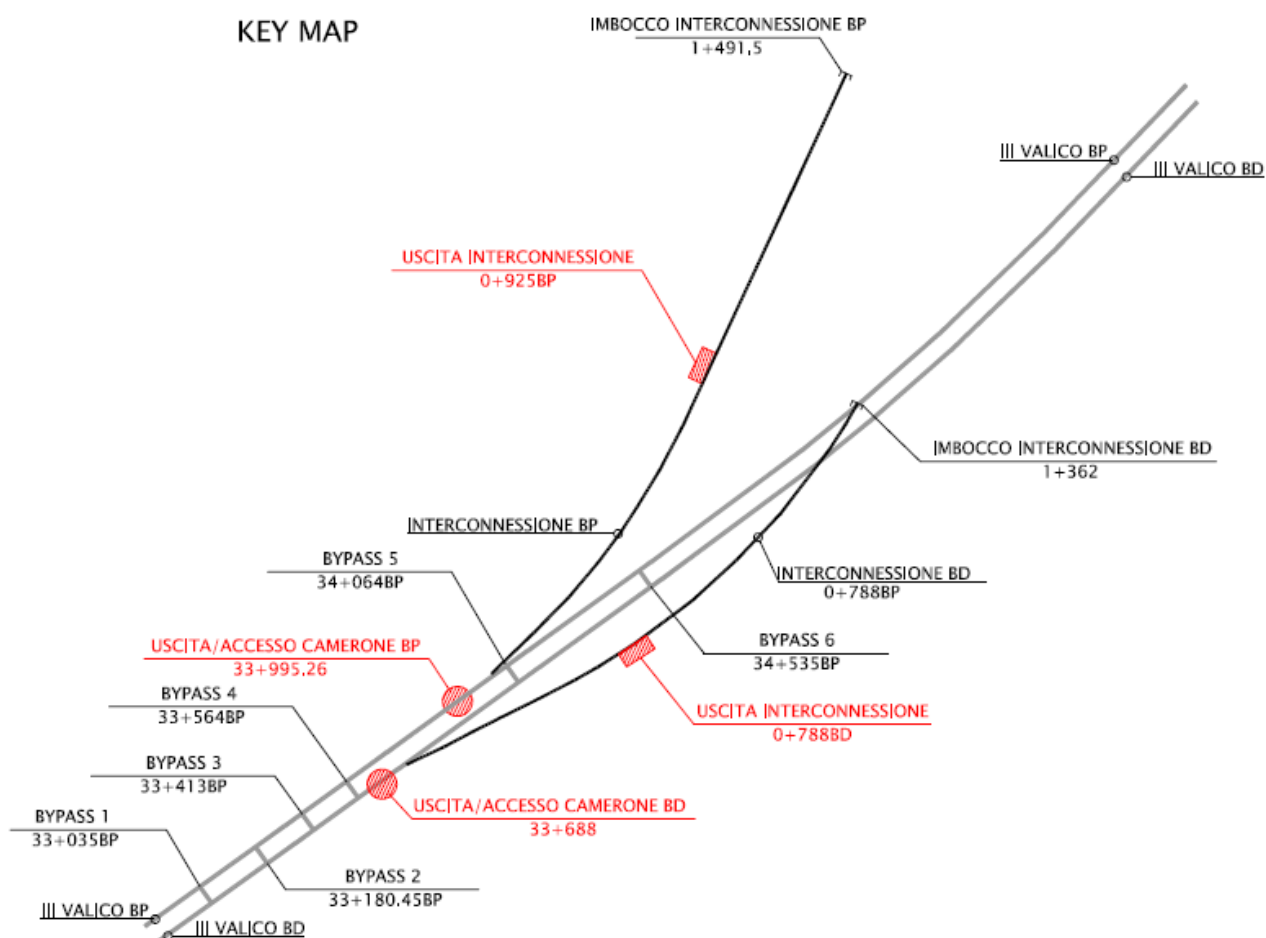 KEY MAP
IMBOCCO INTERCONNESSIONE BP
1+491,5
III VALICO BP
III VALICO BD
USCITA INTERCONNESSIONE
0+925BP
IMBOCCO INTERCONNESSIONE BD
1+362
INTERCONNESSIONE BP
BYPASS 5
34+064BP
INTERCONNESSIONE BD
0+788BP
USCITA/ACCESSO CAMERONE BP
33+995,26
BYPASS 6
34+535BP
BYPASS 4
33+564BP
USCITA INTERCONNESSIONE
0+788BD
BYPASS 3
33+413BP
USCITA/ACCESSO CAMERONE BD
33+688
BYPASS 1
33+035BP
BYPASS 2
33+180.45BP
III VALICO BP
III VALICO BD